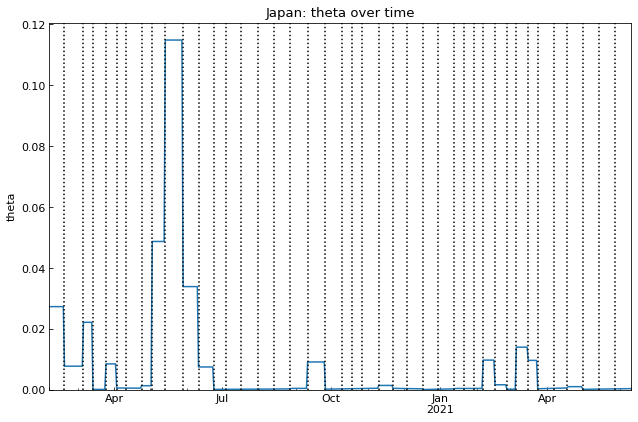 Japan: theta over time
0.12
0.10
0.08
0.06
0.04
0.02
0.00
theta
Apr
Jul
Oct
Jan
2021
Apr